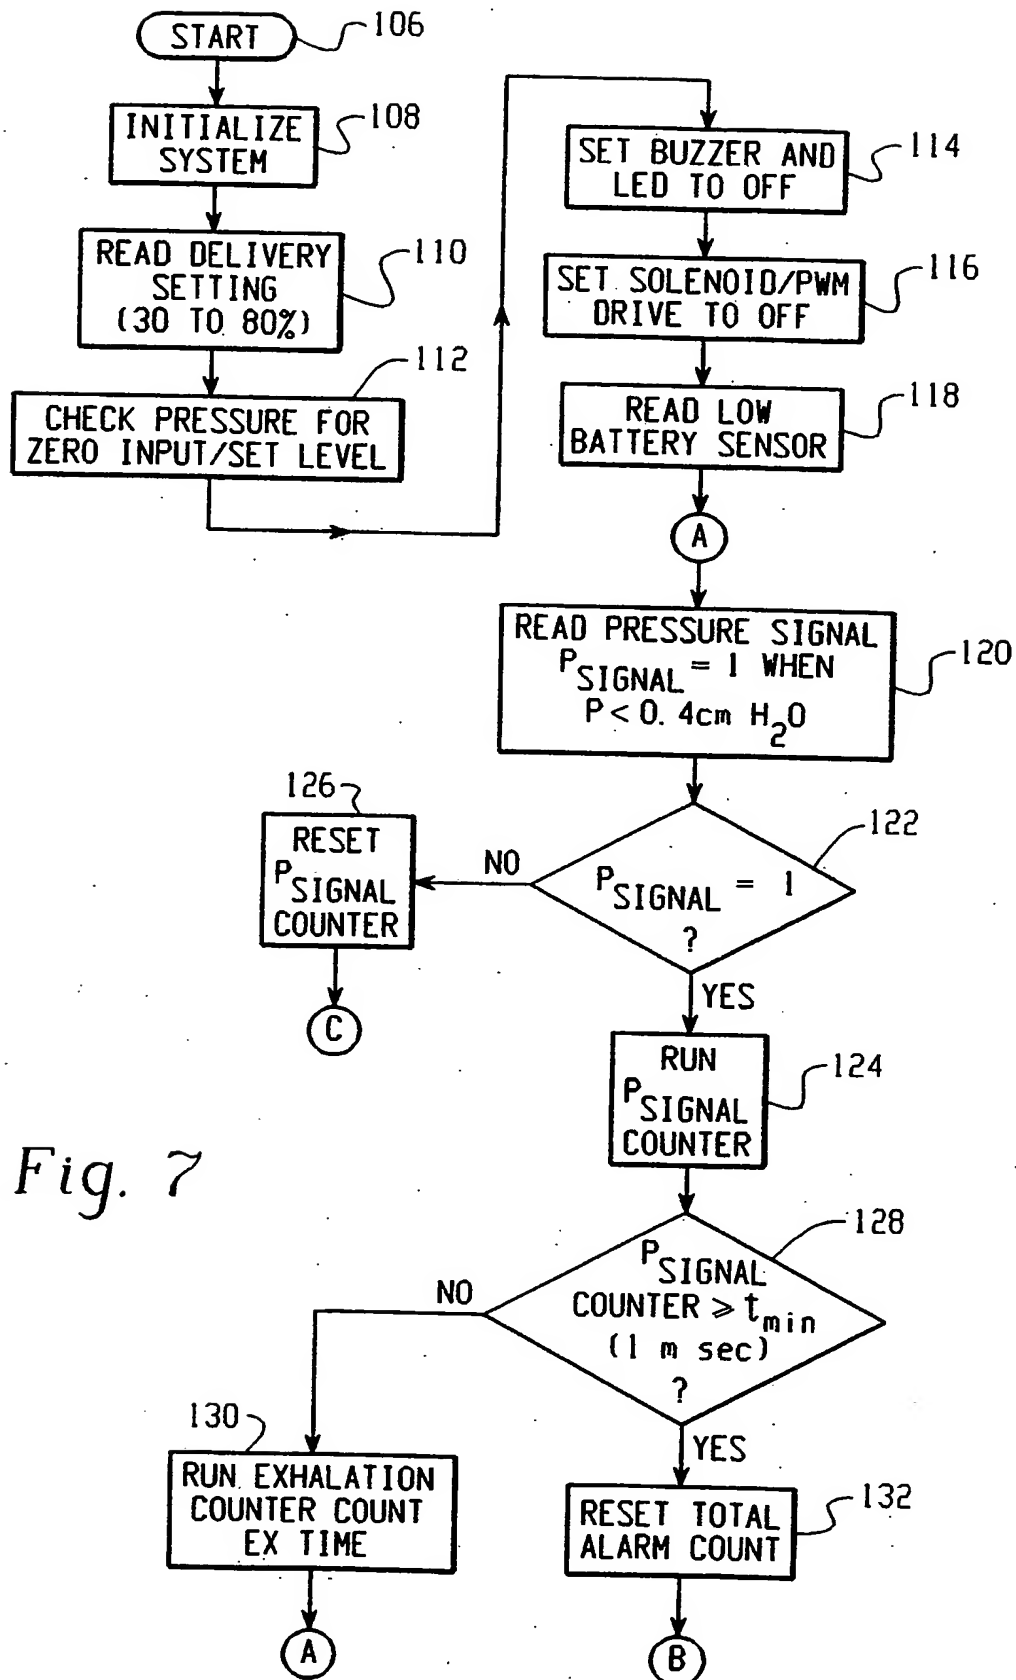 START
106
INITIALIZE
SYSTEM
108
READ DELIVERY
SETTING
(30 TO 80%)
110
112
CHECK PRESSURE FOR
ZERO INPUT/SET LEVEL
SET BUZZER AND
LED TO OFF
114
SET SOLENOID/PWM
DRIVE TO OFF
116
READ LOW
BATTERY SENSOR
118
A
READ PRESSURE SIGNAL
PSIGNAL = 1 WHEN
P < 0.4cm H2O
120
PSIGNAL = 1
?
122
NO
126
RESET
PSIGNAL
COUNTER
C
YES
RUN
PSIGNAL
COUNTER
124
Fig. 7
PSIGNAL
COUNTER ⩾ tmin
(1 m sec)
?
128
NO
130
RUN EXHALATION
COUNTER COUNT
EX TIME
A
YES
RESET TOTAL
ALARM COUNT
132
B